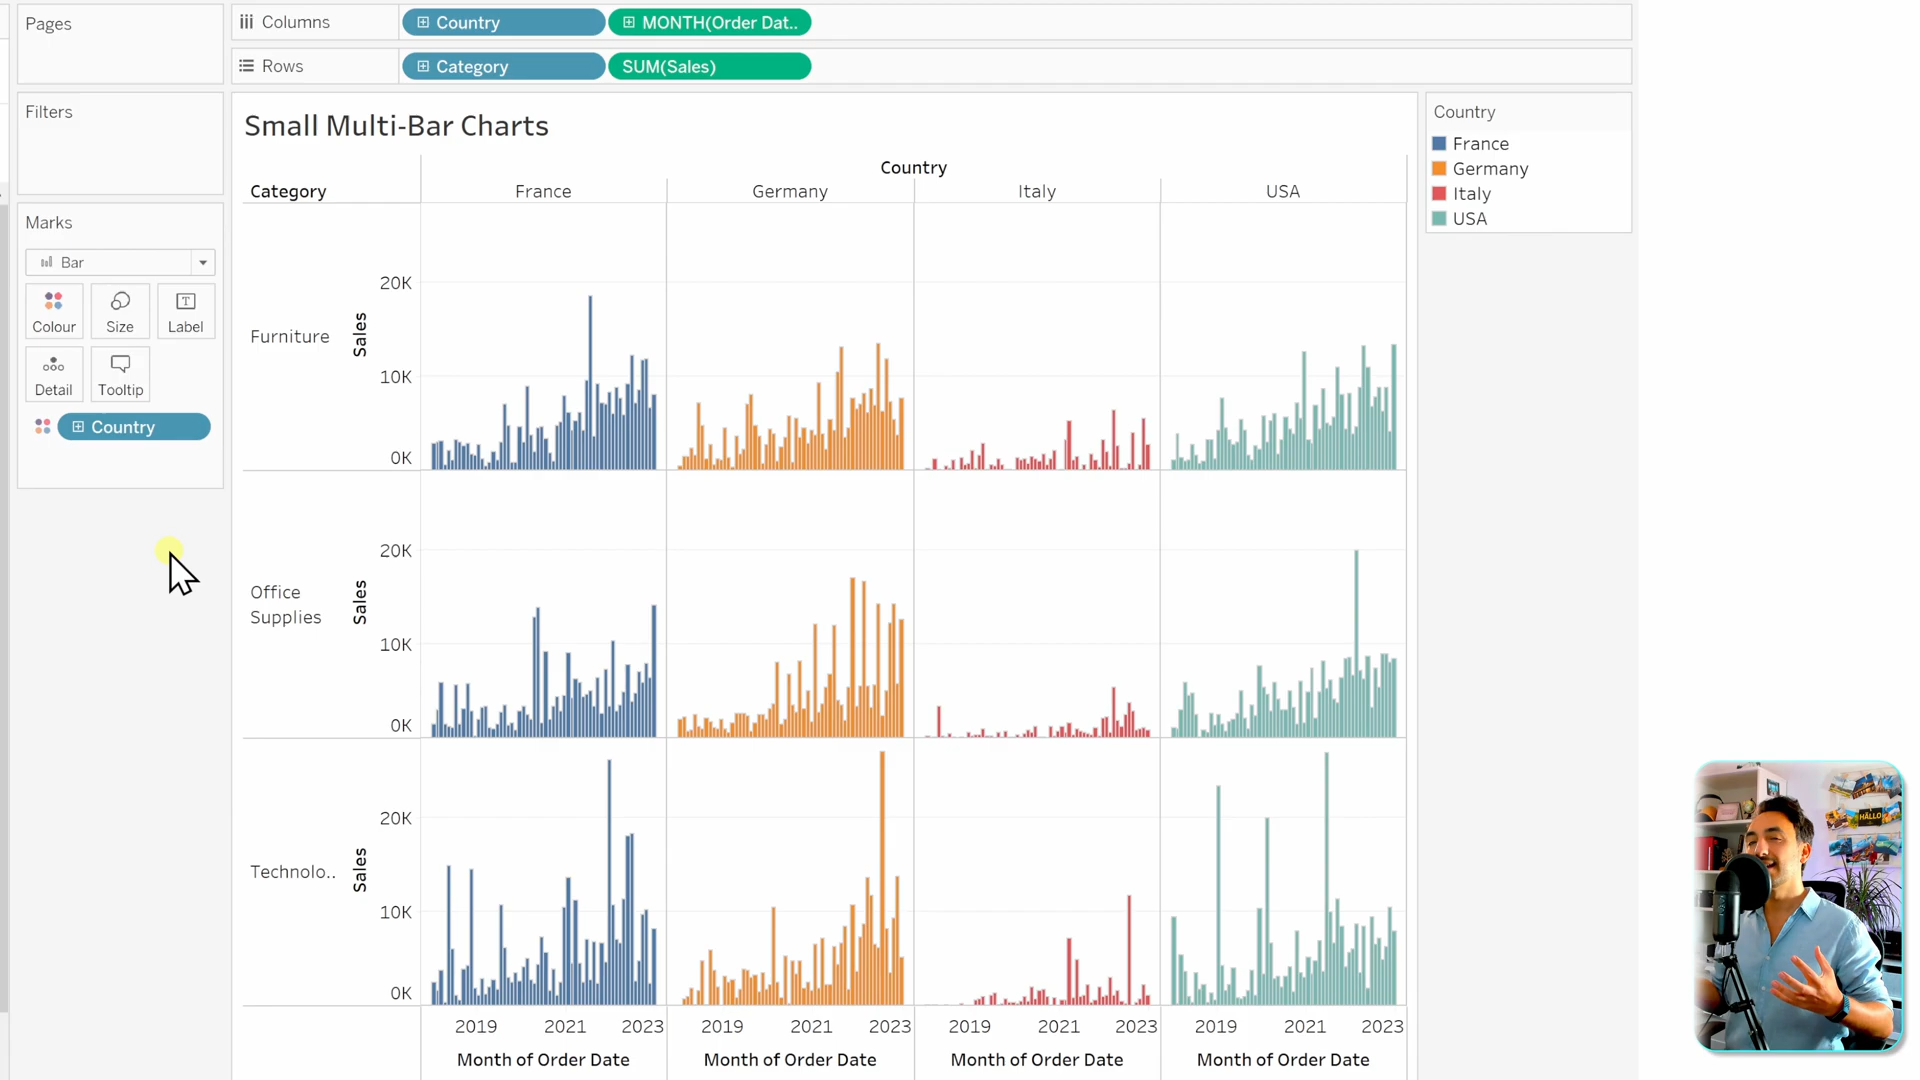 Pages
Columns
Country
MONTH(Order Dat..
Rows
Category
SUM(Sales)
Filters
Marks
Bar
Colour
Size
Label
Detail
Tooltip
Country
Small Multi-Bar Charts
Country
Category
France
Germany
Italy
USA
Furniture
Sales
20K
10K
0K
Office
Supplies
Sales
20K
10K
0K
Technolo..
Sales
20K
10K
0K
2019 2021 2023
2019 2021 2023
2019 2021 2023
2019 2021 2023
Month of Order Date
Month of Order Date
Month of Order Date
Month of Order Date
Country
France
Germany
Italy
USA
HALLO